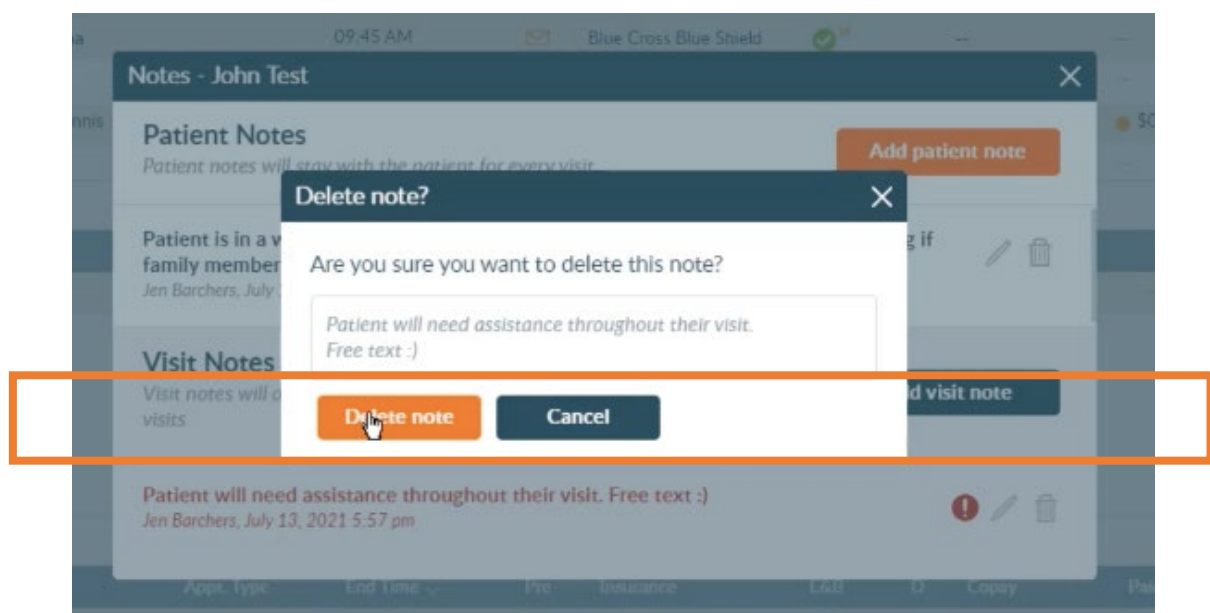 09:45 AM Blue Cross Blue Shield --
Notes - John Test
Patient Notes
Patient notes will stay with the patient for every visit
Add patient note
Delete note?
Patient is in a w
g if
family member
Jen Barchers, July
Are you sure you want to delete this note?
Patient will need assistance throughout their visit.
Free text :)
Visit Notes
Visit notes will o
visits
d visit note
Delete note
Cancel
Patient will need assistance throughout their visit. Free text :)
Jen Barchers, July 13, 2021 5:57 pm
Appt. Type End Time Pre Insurance E&B D Copay